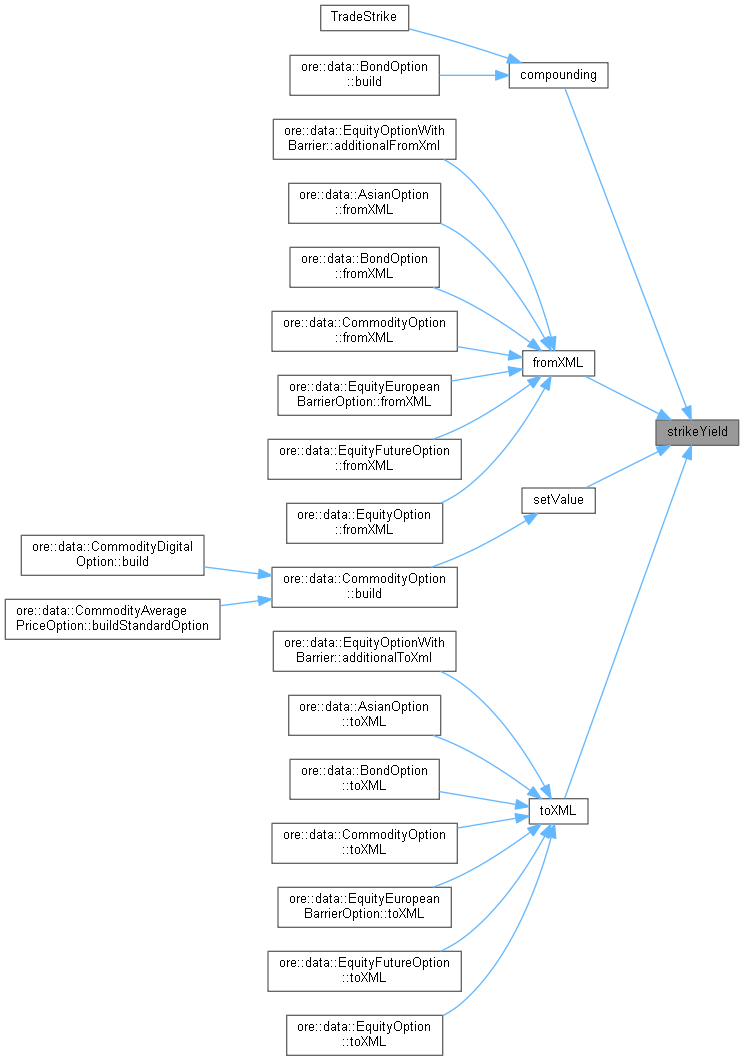 TradeStrike
ore::data::BondOption
::build
compounding
ore::data::EquityOptionWith
Barrier::additionalFromXml
ore::data::AsianOption
::fromXML
ore::data::BondOption
::fromXML
ore::data::CommodityOption
::fromXML
fromXML
ore::data::EquityEuropean
BarrierOption::fromXML
strikeYield
ore::data::EquityFutureOption
::fromXML
setValue
ore::data::EquityOption
::fromXML
ore::data::CommodityDigital
Option::build
ore::data::CommodityOption
::build
ore::data::CommodityAverage
PriceOption::buildStandardOption
ore::data::EquityOptionWith
Barrier::additionalToXml
ore::data::AsianOption
::toXML
ore::data::BondOption
::toXML
toXML
ore::data::CommodityOption
::toXML
ore::data::EquityEuropean
BarrierOption::toXML
ore::data::EquityFutureOption
::toXML
ore::data::EquityOption
::toXML